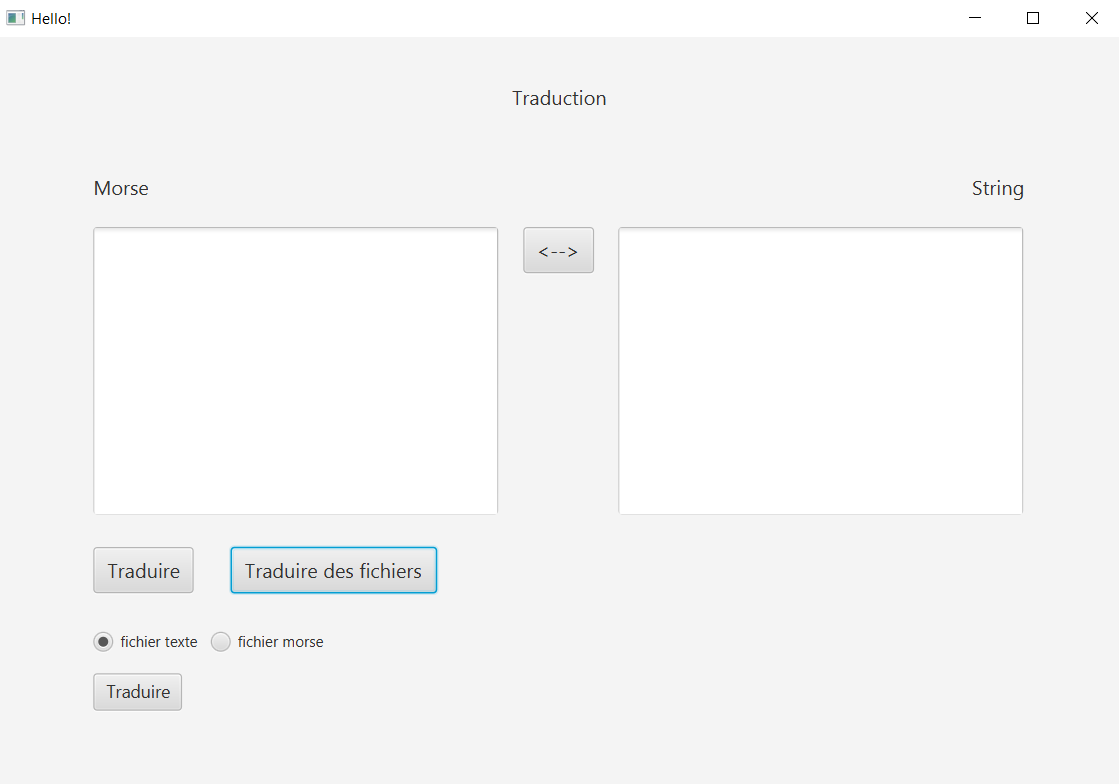 Hello!
Traduction
Morse
String
<-->
Traduire
Traduire des fichiers
fichier texte
fichier morse
Traduire